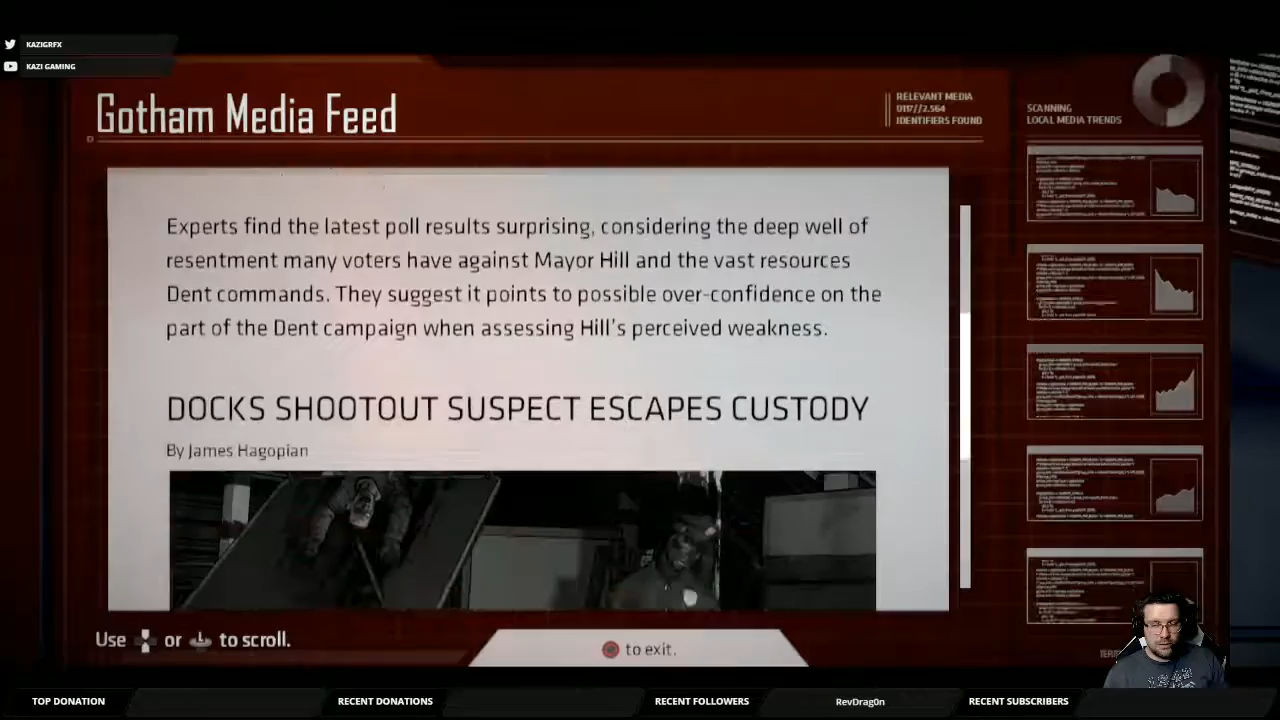 KAZIGRFX
KAZI GAMING
Gotham Media Feed
RELEVANT MEDIA
0117//2.564
IDENTIFIERS FOUND
SCANNING
LOCAL MEDIA TRENDS
Experts find the latest poll results surprising, considering the deep well of
resentment many voters have against Mayor Hill and the vast resources
Dent commands. They suggest it points to possible over-confidence on the
part of the Dent campaign when assessing Hill's perceived weakness.
DOCKS SHOOTOUT SUSPECT ESCAPES CUSTODY
By James Hagopian
Use or to scroll.
to exit.
TOP DONATION
RECENT DONATIONS
RECENT FOLLOWERS
RevDrag0n
RECENT SUBSCRIBERS